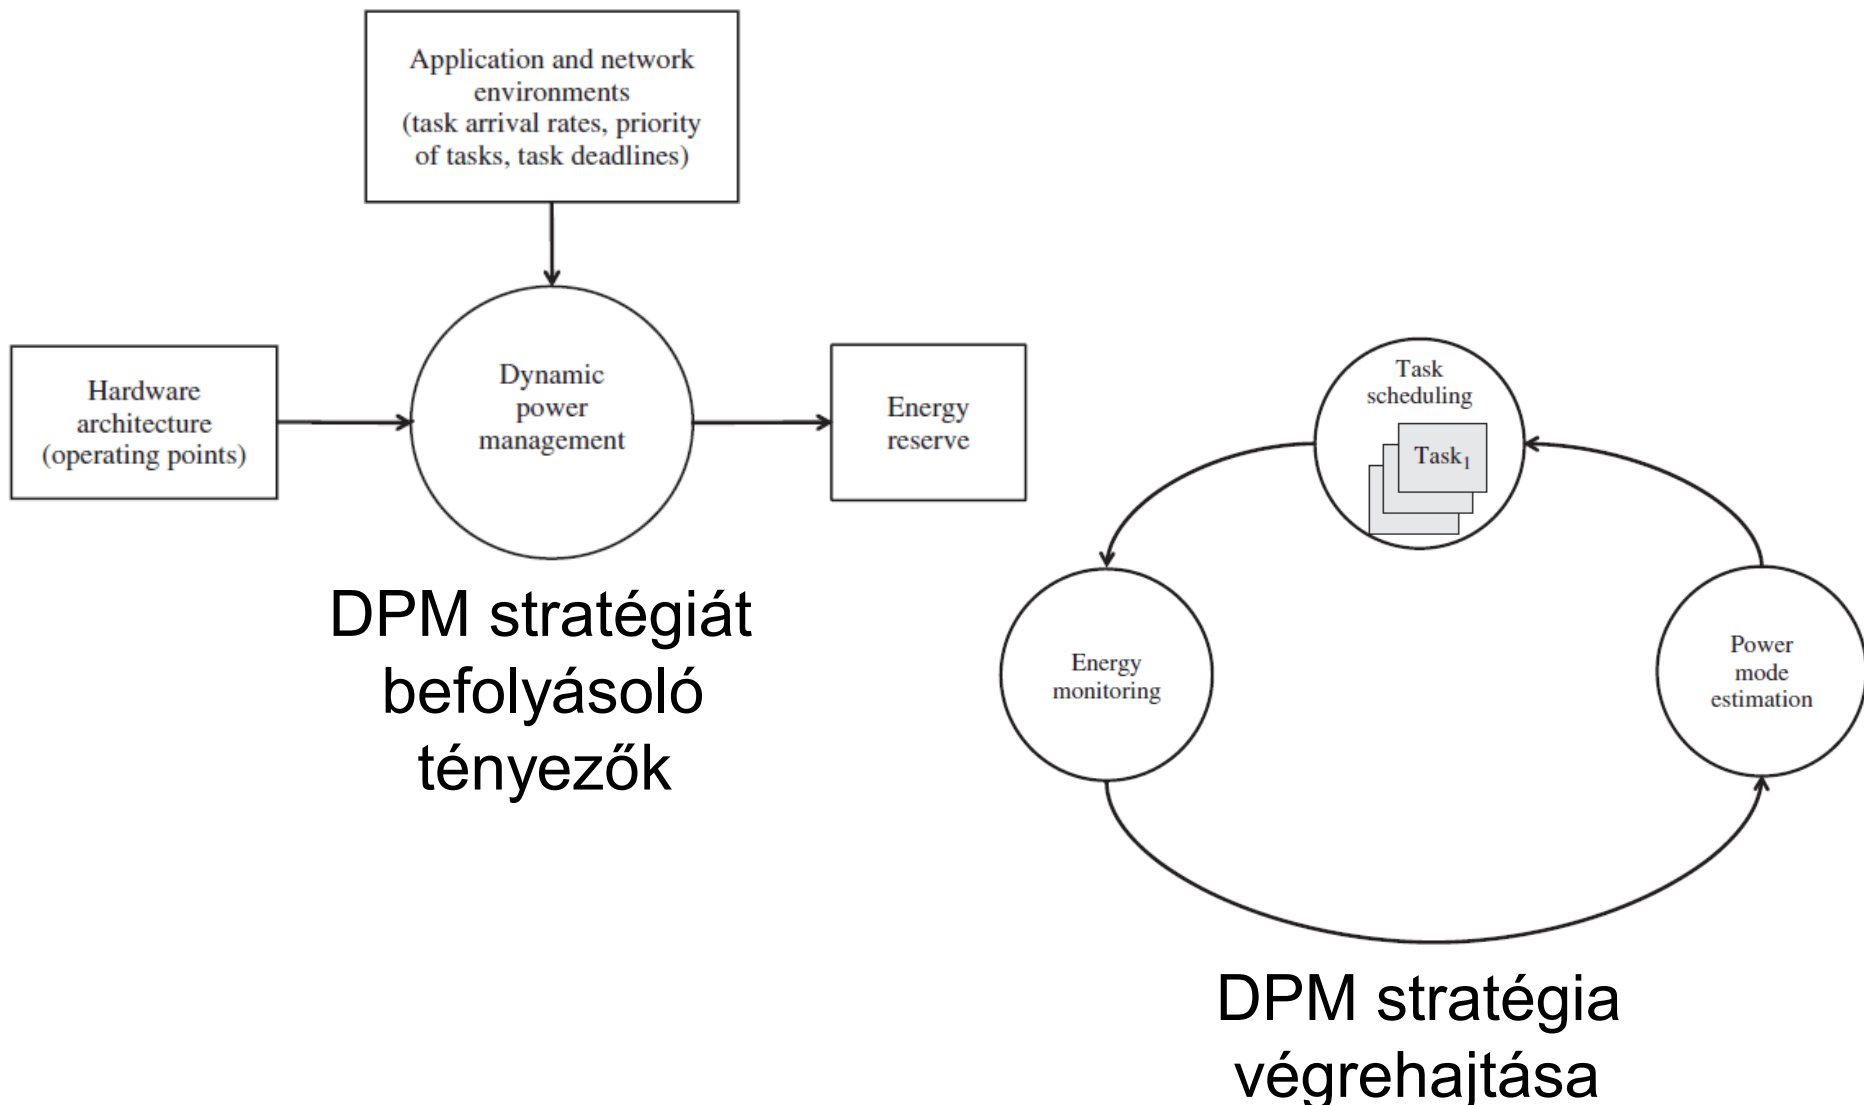 Application and network
environments
(task arrival rates, priority
of tasks, task deadlines)
Hardware
architecture
(operating points)
Dynamic
power
management
Energy
reserve
DPM stratégiát
befolyásoló
tényezők
Task
scheduling
Task₁
Energy
monitoring
Power
mode
estimation
DPM stratégia
végrehajtása